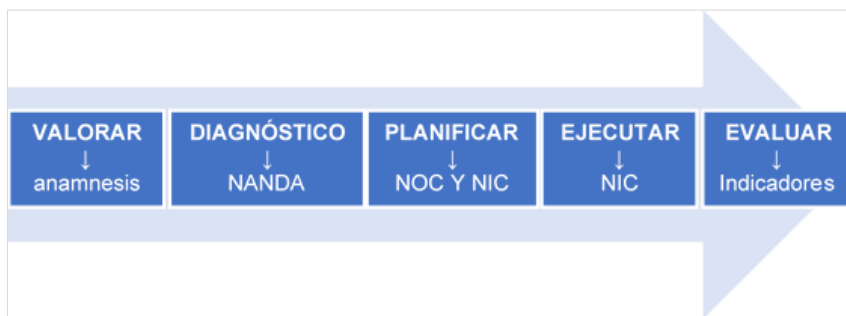 VALORAR
↓
anamnesis
DIAGNÓSTICO
↓
NANDA
PLANIFICAR
↓
NOC Y NIC
EJECUTAR
↓
NIC
EVALUAR
↓
Indicadores